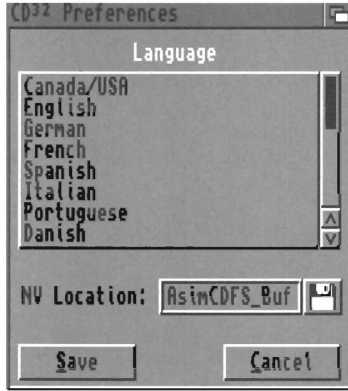 CD³² Preferences
Language
Canada/USA
English
German
French
Spanish
Italian
Portuguese
Danish
NV Location: AsimCDFS_Buf
Save Cancel